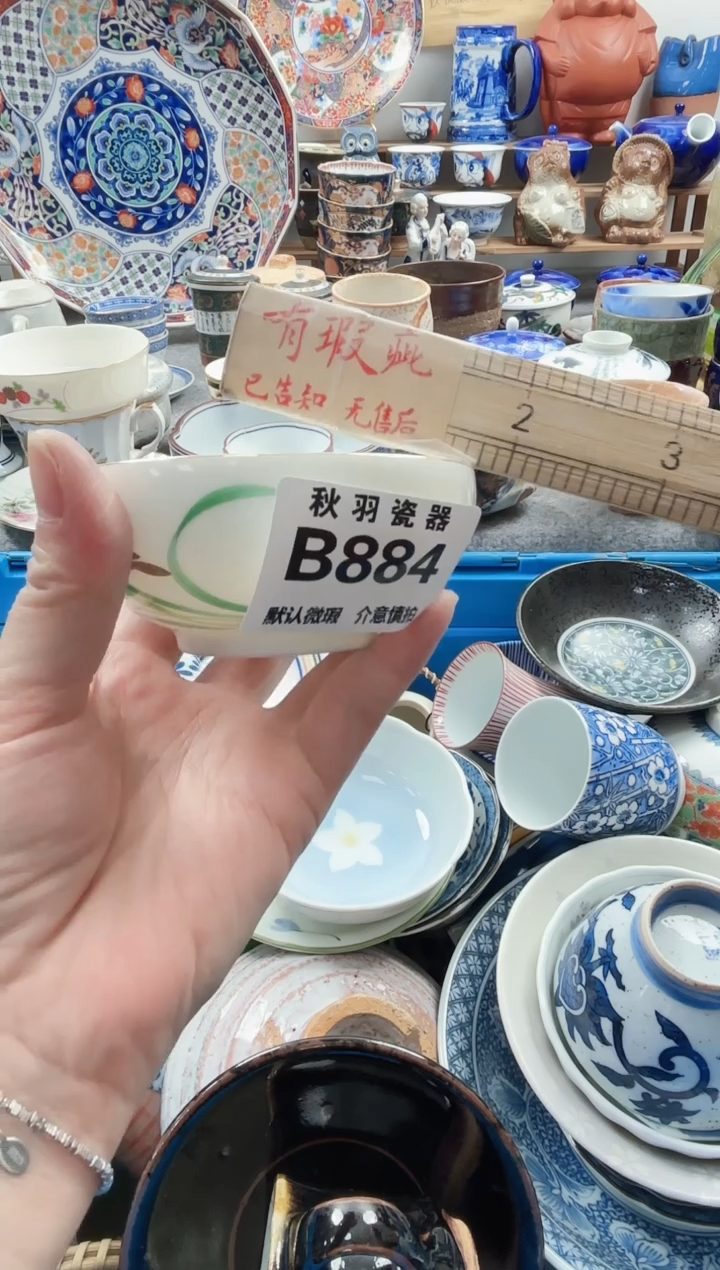 有瑕疵
已告知 无售后
2
3
秋羽瓷器
B884
默认微瑕 介意慎拍